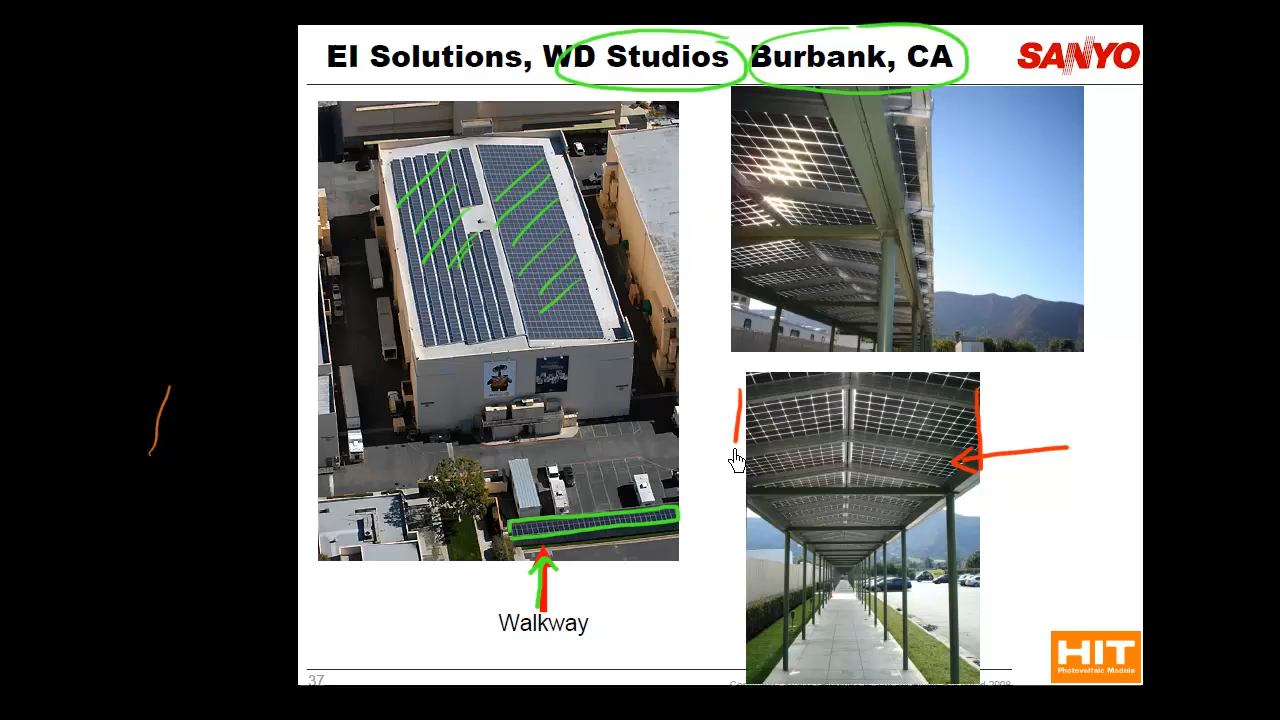 EI Solutions, WD Studios Burbank, CA
SANYO
Walkway
HIT
Photovoltaic Module
37